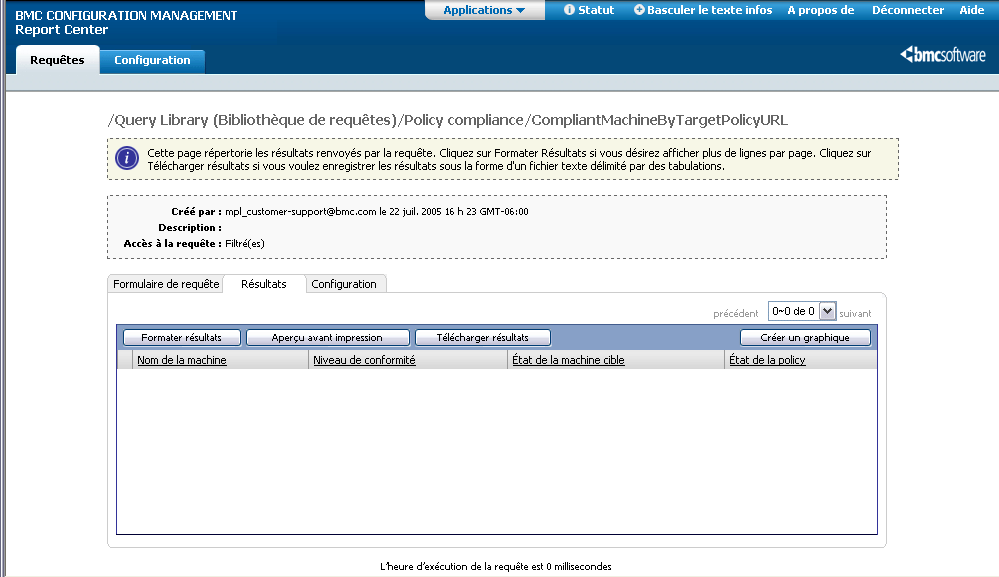 BMC CONFIGURATION MANAGEMENT
Report Center
Applications
Statut
Basculer le texte infos
A propos de
Déconnecter
Aide
Requêtes
Configuration
bmcsoftware
/Query Library (Bibliothèque de requêtes)/Policy compliance/CompliantMachineByTargetPolicyURL
Cette page répertorie les résultats renvoyés par la requête. Cliquez sur Formater Résultats si vous désirez afficher plus de lignes par page. Cliquez sur
Télécharger résultats si vous voulez enregistrer les résultats sous la forme d'un fichier texte délimité par des tabulations.
Créé par : mpl_customer-support@bmc.com le 22 juil. 2005 16 h 23 GMT-06:00
Description :
Accès à la requête : Filtré(es)
Formulaire de requête
Résultats
Configuration
précédent
0~0 de 0
suivant
Formater résultats
Aperçu avant impression
Télécharger résultats
Créer un graphique
Nom de la machine
Niveau de conformité
État de la machine cible
État de la policy
L'heure d'exécution de la requête est 0 millisecondes